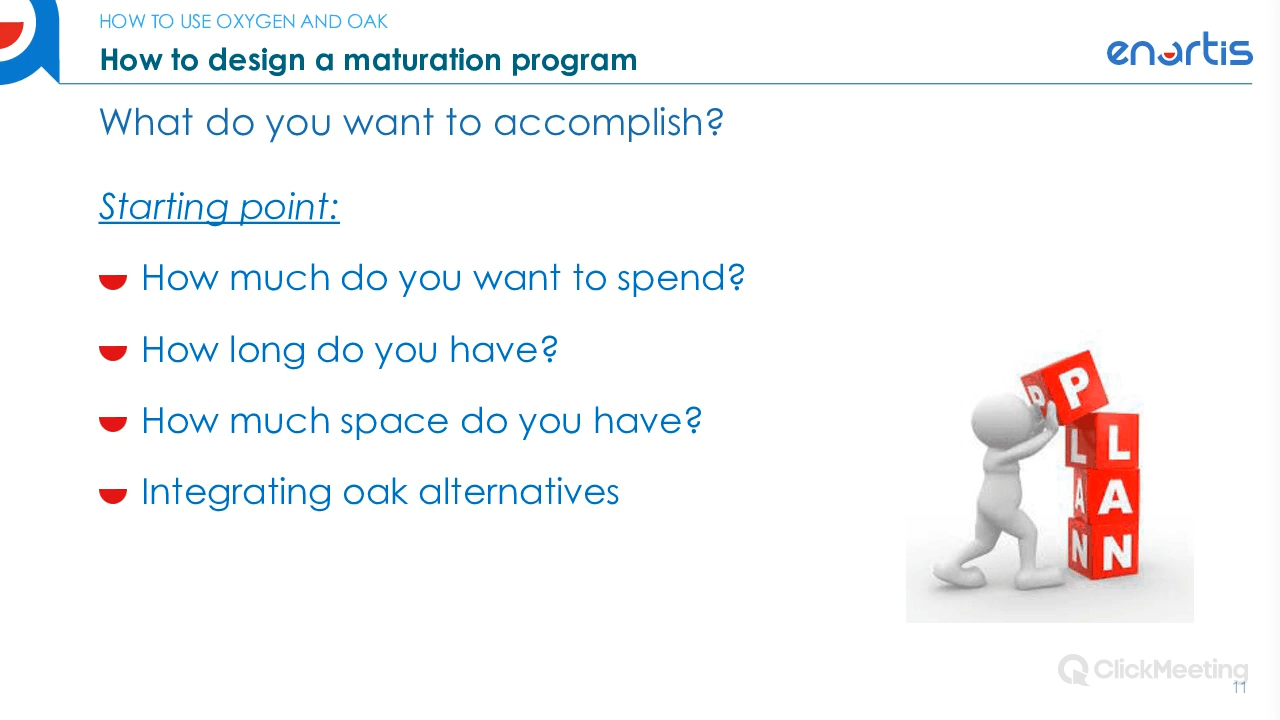 HOW TO USE OXYGEN AND OAK
How to design a maturation program
enartis
What do you want to accomplish?
Starting point:
How much do you want to spend?
How long do you have?
How much space do you have?
Integrating oak alternatives
P P
L L
A A
N N
ClickMeeting
11